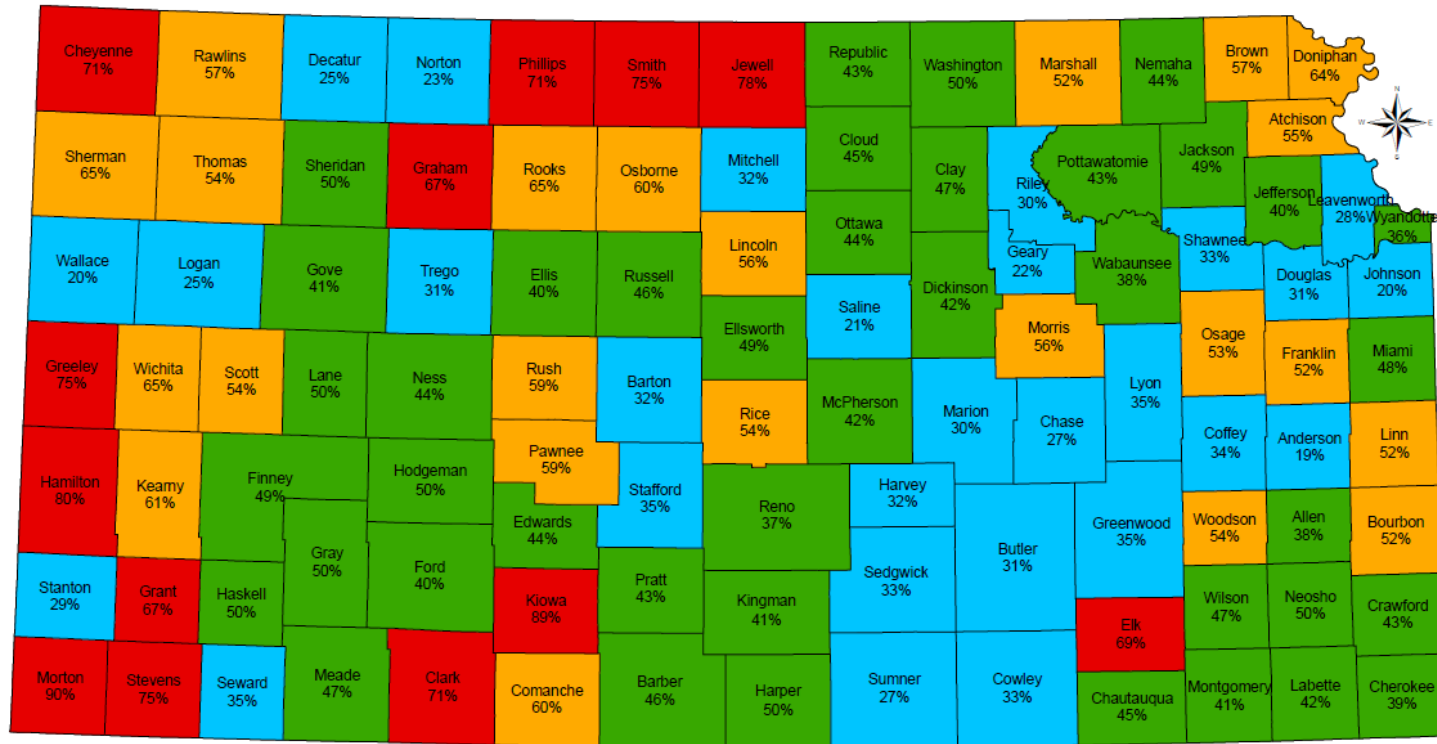 Cheyenne
71%
Rawlins
57%
Decatur
25%
Norton
23%
Phillips
71%
Smith
75%
Jewell
78%
Republic
43%
Washington
50%
Marshall
52%
Nemaha
44%
Brown
57%
Doniphan
64%
N
W
E
S
Sherman
65%
Thomas
54%
Sheridan
50%
Graham
67%
Rooks
65%
Osborne
60%
Mitchell
32%
Cloud
45%
Clay
47%
Riley
30%
Pottawatomie
43%
Jackson
49%
Atchison
55%
Jefferson
40%
Leavenworth
28%
Wyandotte
36%
Wallace
20%
Logan
25%
Gove
41%
Trego
31%
Ellis
40%
Russell
46%
Lincoln
56%
Ottawa
44%
Dickinson
42%
Geary
22%
Wabaunsee
38%
Shawnee
33%
Douglas
31%
Johnson
20%
Saline
21%
Ellsworth
49%
Morris
56%
Osage
53%
Franklin
52%
Miami
48%
Greeley
75%
Wichita
65%
Scott
54%
Lane
50%
Ness
44%
Rush
59%
Barton
32%
Rice
54%
McPherson
42%
Marion
30%
Chase
27%
Lyon
35%
Coffey
34%
Anderson
19%
Linn
52%
Hamilton
80%
Kearny
61%
Finney
49%
Hodgeman
50%
Pawnee
59%
Stafford
35%
Reno
37%
Harvey
32%
Butler
31%
Greenwood
35%
Woodson
54%
Allen
38%
Bourbon
52%
Gray
50%
Ford
40%
Edwards
44%
Stanton
29%
Grant
67%
Haskell
50%
Kiowa
89%
Pratt
43%
Kingman
41%
Sedgwick
33%
Elk
69%
Wilson
47%
Neosho
50%
Crawford
43%
Morton
90%
Stevens
75%
Seward
35%
Meade
47%
Clark
71%
Comanche
60%
Barber
46%
Harper
50%
Sumner
27%
Cowley
33%
Chautauqua
45%
Montgomery
41%
Labette
42%
Cherokee
39%